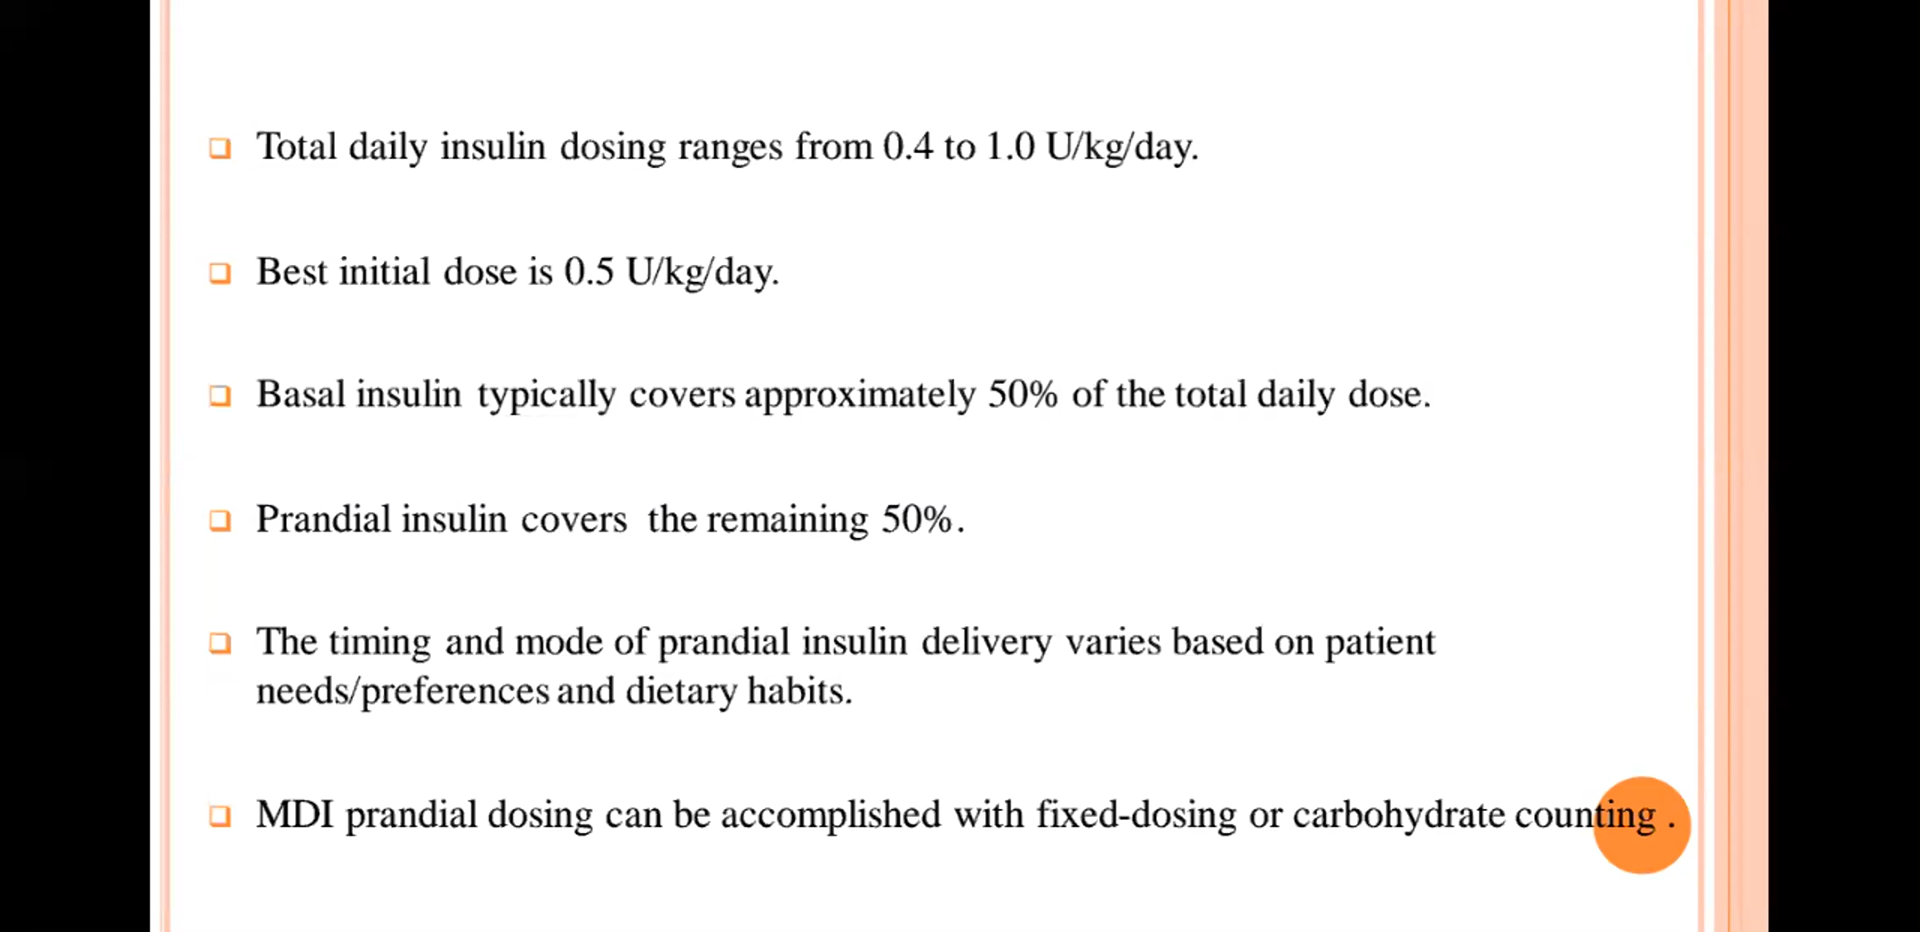 Total daily insulin dosing ranges from 0.4 to 1.0 U/kg/day.
Best initial dose is 0.5 U/kg/day.
Basal insulin typically covers approximately 50% of the total daily dose.
Prandial insulin covers the remaining 50%.
The timing and mode of prandial insulin delivery varies based on patient
needs/preferences and dietary habits.
MDI prandial dosing can be accomplished with fixed-dosing or carbohydrate counting .